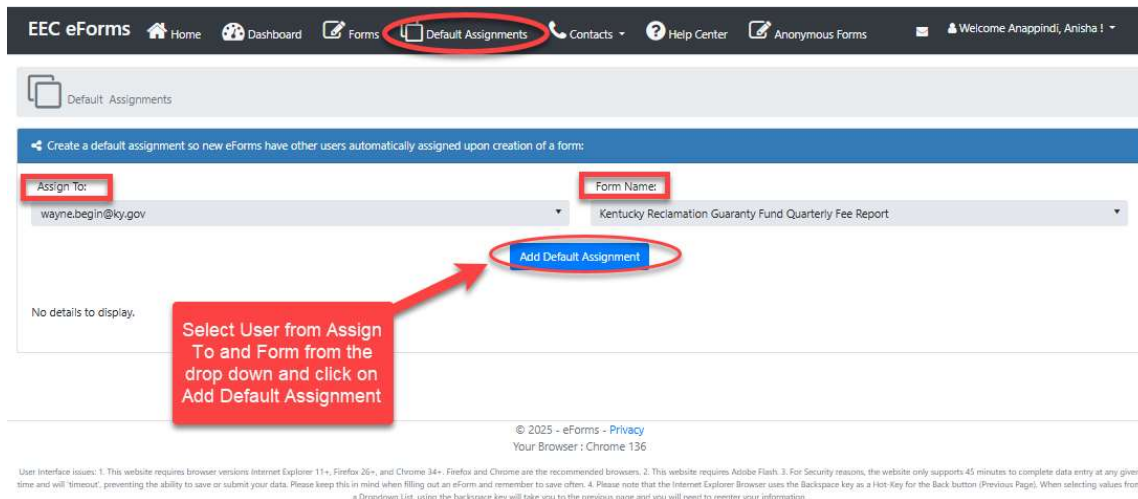 EEC eForms Home Dashboard Forms Default Assignments Contacts Help Center Anonymous Forms Welcome Anappindi, Anisha !
Default Assignments
Create a default assignment so new eForms have other users automatically assigned upon creation of a form:
Assign To: Form Name:
wayne.begin@ky.gov Kentucky Reclamation Guaranty Fund Quarterly Fee Report
Add Default Assignment
No details to display.
Select User from Assign
To and Form from the
drop down and click on
Add Default Assignment
© 2025 - eForms - Privacy
Your Browser : Chrome 136
User Interface issues: 1. This website requires browser versions Internet Explorer 11+, Firefox 26+, and Chrome 34+. Firefox and Chrome are the recommended browsers. 2. This website requires Adobe Flash. 3. For Security reasons, the website only supports 45 minutes to complete data entry at any given
time and will 'timeout', preventing the ability to save or submit your data. Please keep this in mind when filling out an eForm and remember to save often. 4. Please note that the Internet Explorer Browser uses the Backspace key as a Hot-Key for the Back button (Previous Page). When selecting values from
a Dropdown List, using the backspace key will take you to the previous page and you will need to reenter your information.